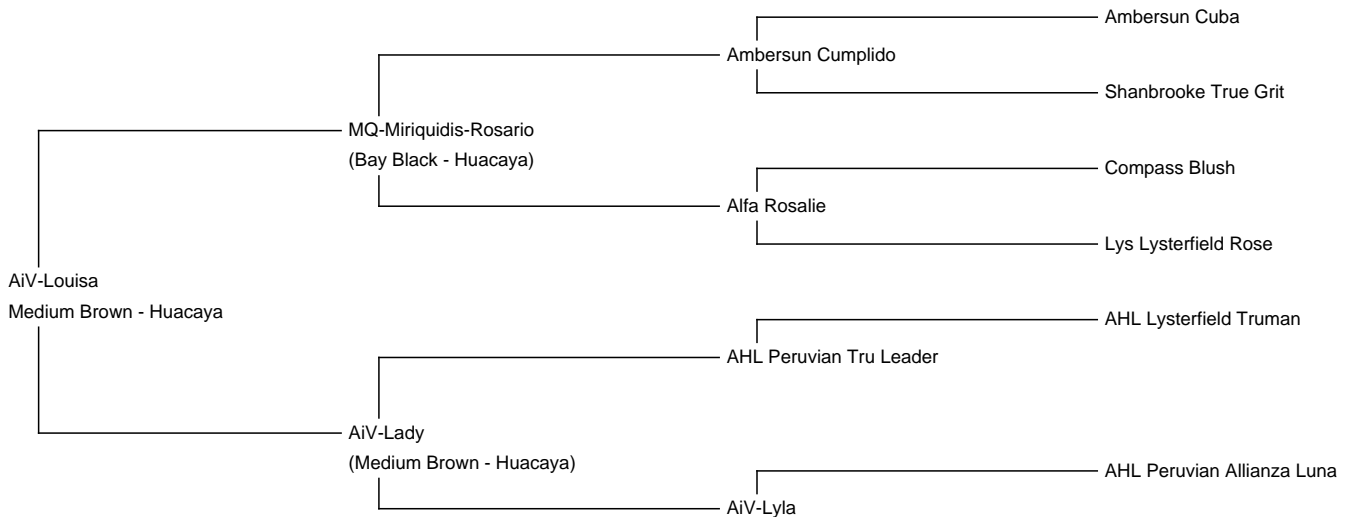 Ambersun Cuba
Ambersun Cumplido
Shanbrooke True Grit
MQ-Miriquidis-Rosario
(Bay Black - Huacaya)
Compass Blush
Alfa Rosalie
Lys Lysterfield Rose
AiV-Louisa
Medium Brown - Huacaya
AHL Lysterfield Truman
AHL Peruvian Tru Leader
AiV-Lady
(Medium Brown - Huacaya)
AHL Peruvian Allianza Luna
AiV-Lyla